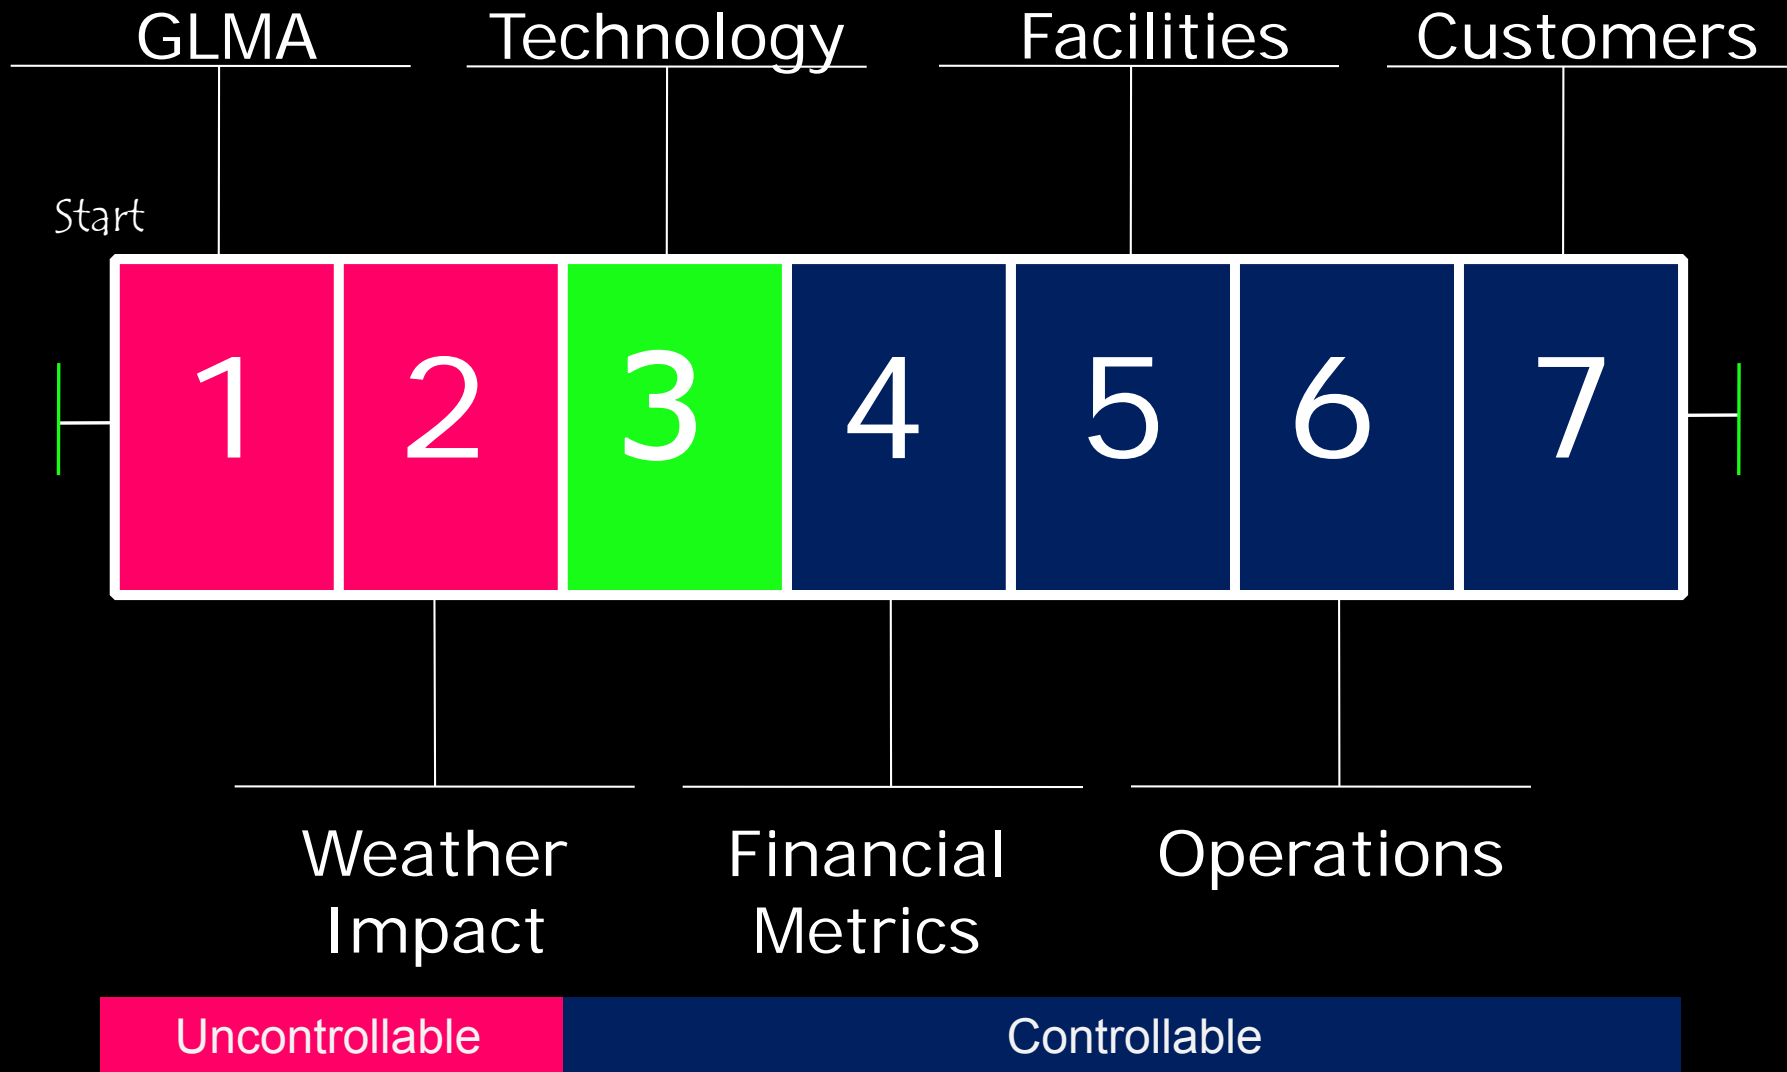 GLMA
Technology
Facilities
Customers
Start
1
2
3
4
5
6
7
Weather
Impact
Financial
Metrics
Operations
Uncontrollable
Controllable